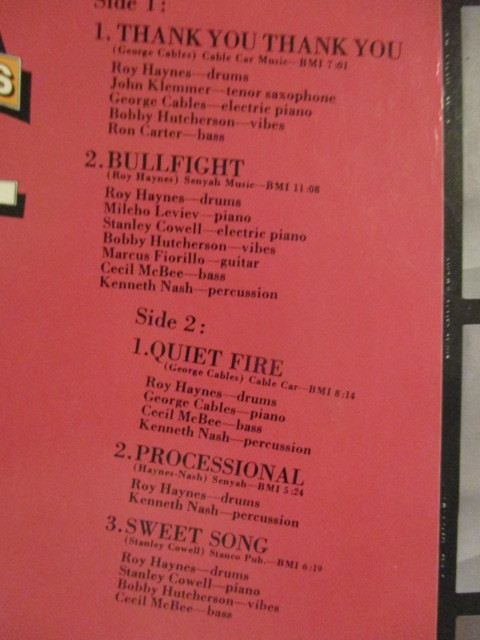 Side 1:
1. THANK YOU THANK YOU
(George Cables) Cable Car Music—BMI 7:01
Roy Haynes—drums
John Klemmer—tenor saxophone
George Cables—electric piano
Bobby Hutcherson—vibes
Ron Carter—bass
2. BULLFIGHT
(Roy Haynes) Senyah Music—BMI 11:08
Roy Haynes—drums
Milcho Leviev—piano
Stanley Cowell—electric piano
Bobby Hutcherson—vibes
Marcus Fiorillo—guitar
Cecil McBee—bass
Kenneth Nash—percussion
Side 2:
1. QUIET FIRE
(George Cables) Cable Car—BMI 8:14
Roy Haynes—drums
George Cables—piano
Cecil McBee—bass
Kenneth Nash—percussion
2. PROCESSIONAL
(Haynes-Nash) Senyah—BMI 5:24
Roy Haynes—drums
Kenneth Nash—percussion
3. SWEET SONG
(Stanley Cowell) Stanco Pub.—BMI 6:19
Roy Haynes—drums
Stanley Cowell—piano
Bobby Hutcherson—vibes
Cecil McBee—bass